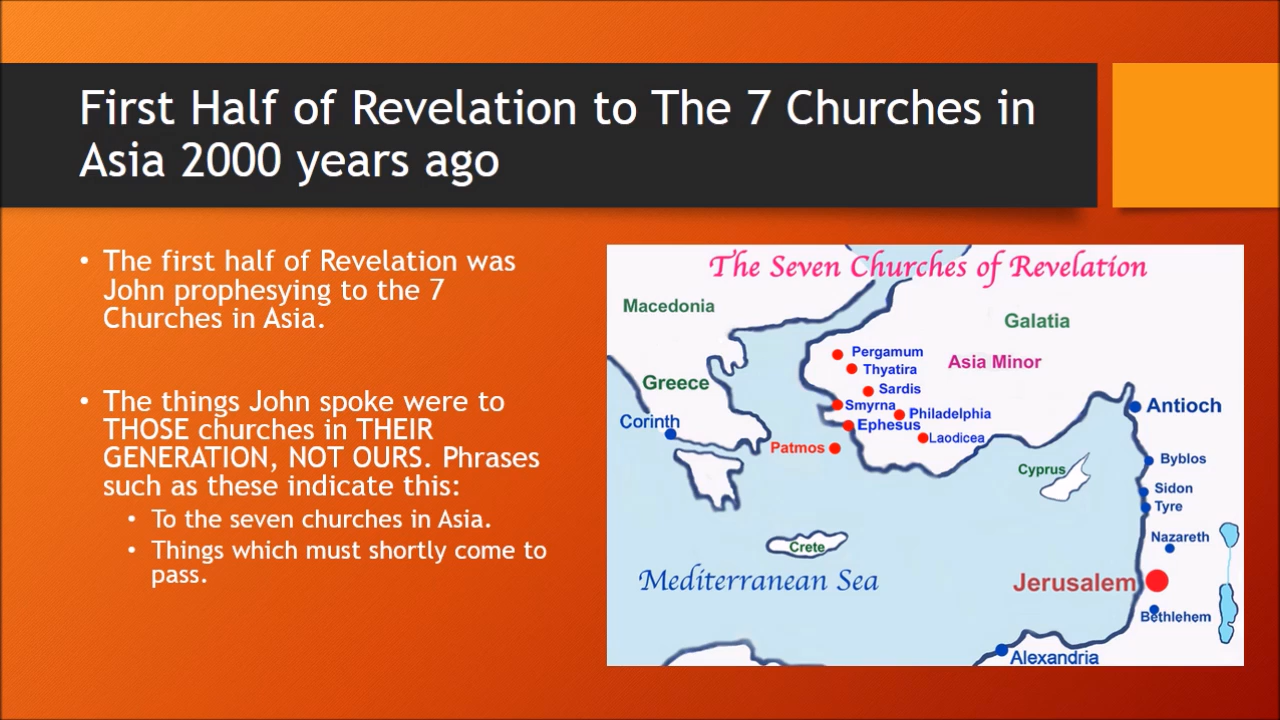 First Half of Revelation to The 7 Churches in
Asia 2000 years ago
• The first half of Revelation was
John prophesying to the 7
Churches in Asia.
• The things John spoke were to
THOSE churches in THEIR
GENERATION, NOT OURS. Phrases
such as these indicate this:
• To the seven churches in Asia.
• Things which must shortly come to
pass.
The Seven Churches of Revelation
Macedonia
Galatia
Pergamum
Asia Minor
Thyatira
Greece
Sardis
Smyrna
Antioch
Corinth
Philadelphia
Ephesus
Laodicea
Patmos
Byblos
Cyprus
Sidon
Tyre
Nazareth
Crete
Mediterranean Sea
Jerusalem
Bethlehem
Alexandria